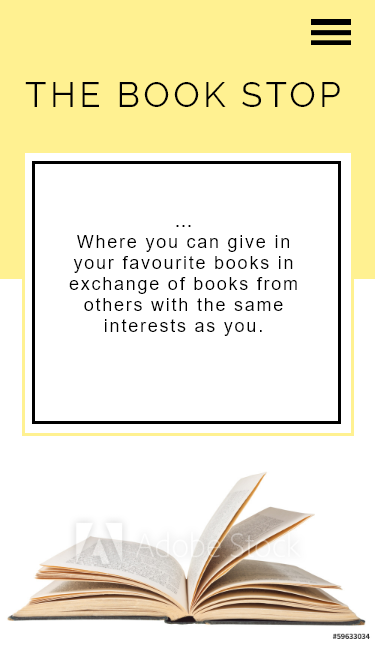 THE BOOK STOP
...
Where you can give in
your favourite books in
exchange of books from
others with the same
interests as you.
Adobe Stock
#59633034